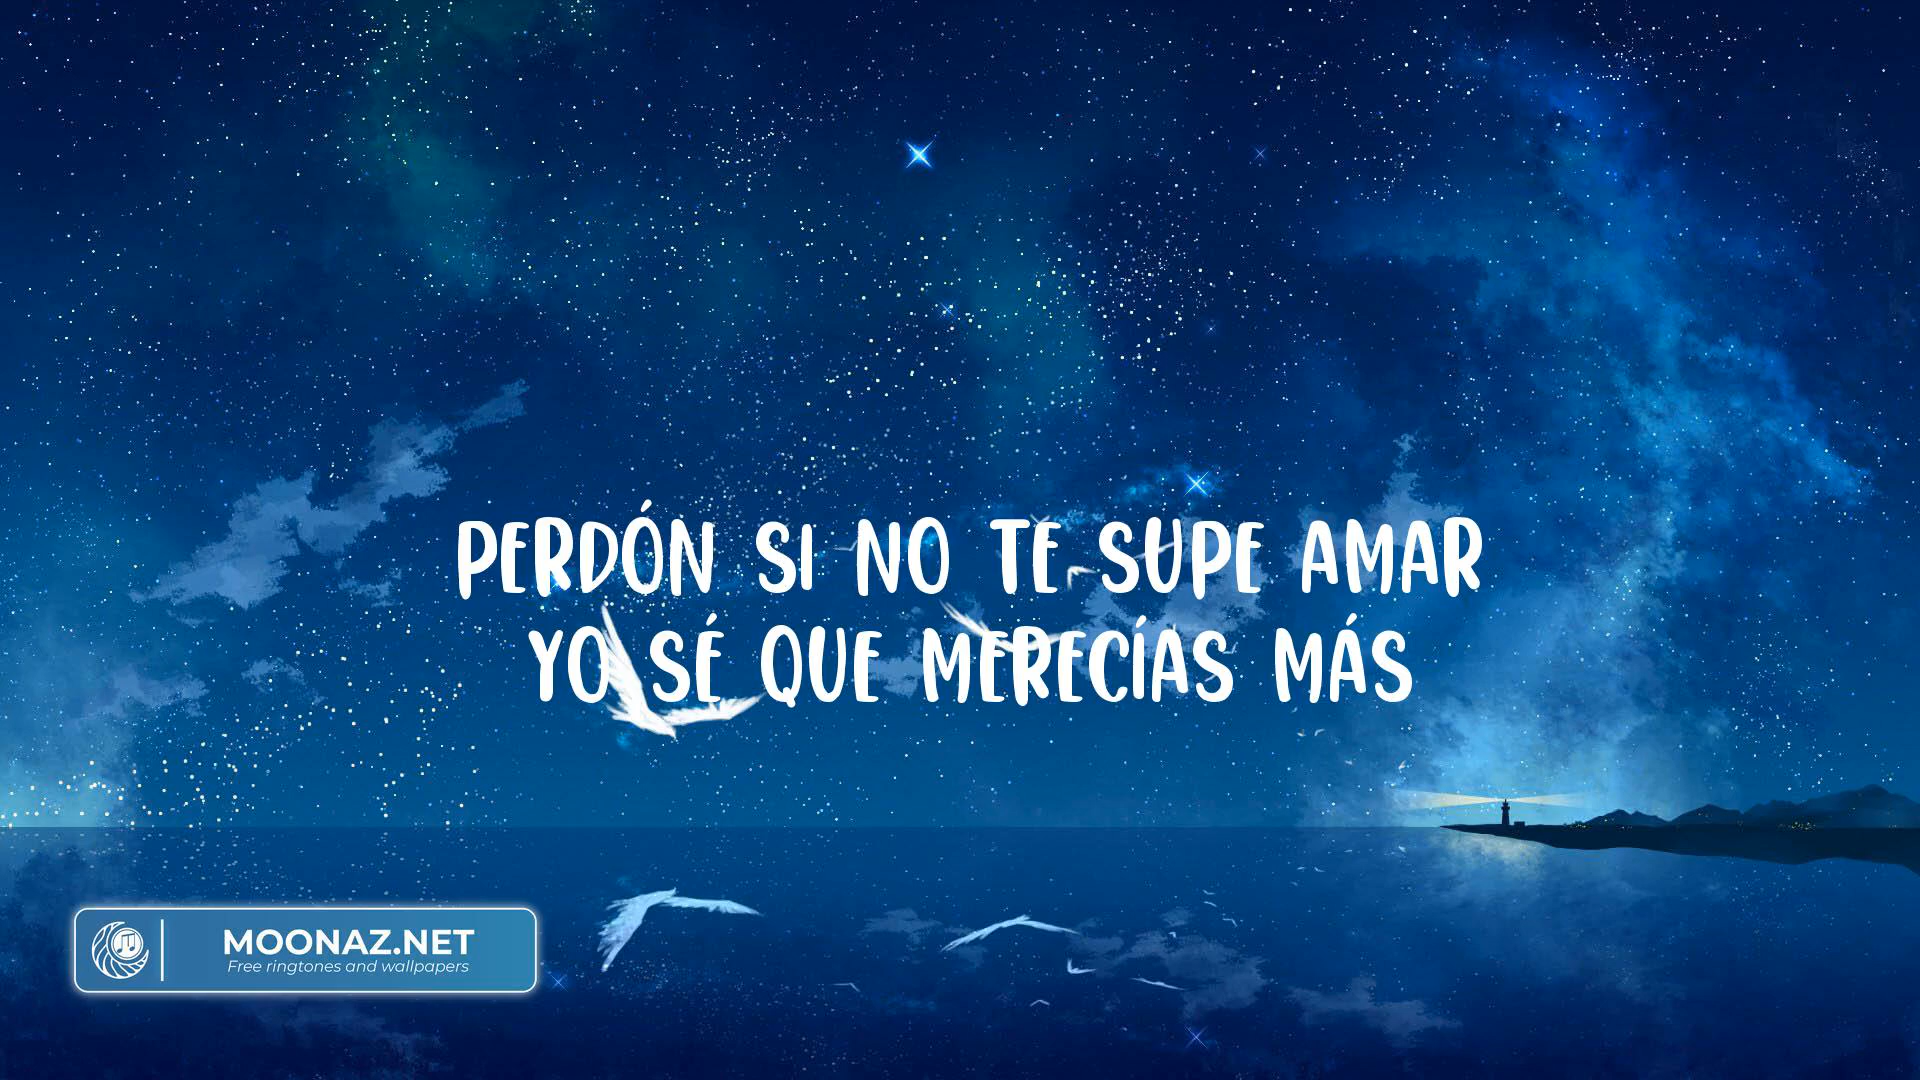 PERDÓN SI NO TE SUPE AMAR
YO SÉ QUE MERECÍAS MÁS
MOONAZ.NET
Free ringtones and wallpapers